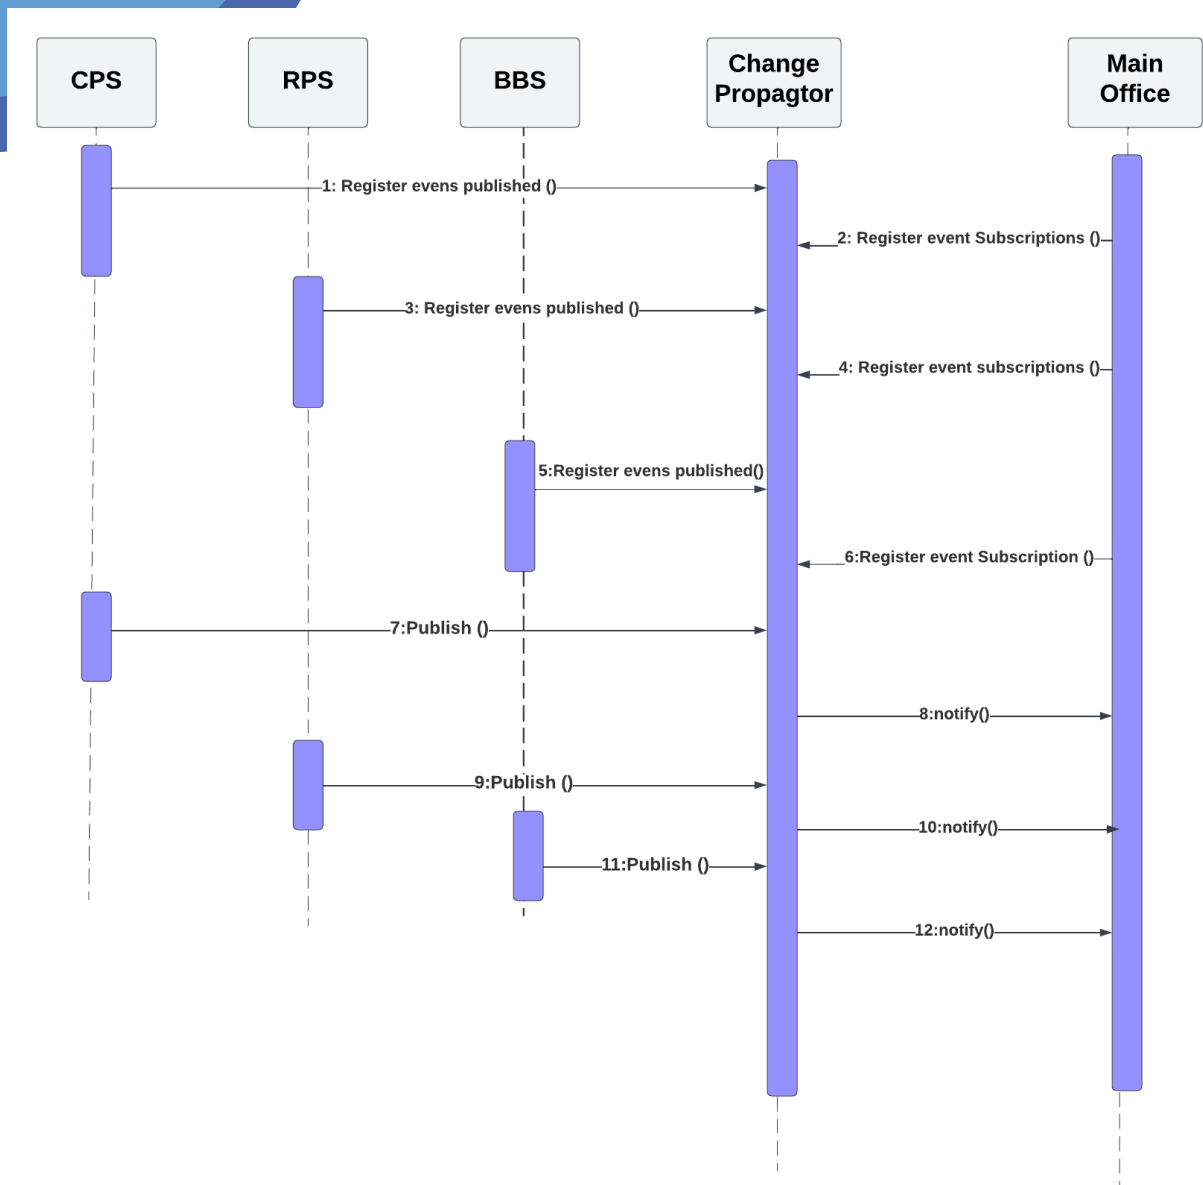 CPS
RPS
BBS
Change
Propagtor
Main
Office
1: Register evens published ()
2: Register event Subscriptions ()
3: Register evens published ()
4: Register event subscriptions ()
5:Register evens published()
6:Register event Subscription ()
7:Publish ()
8:notify()
9:Publish ()
10:notify()
11:Publish ()
12:notify()